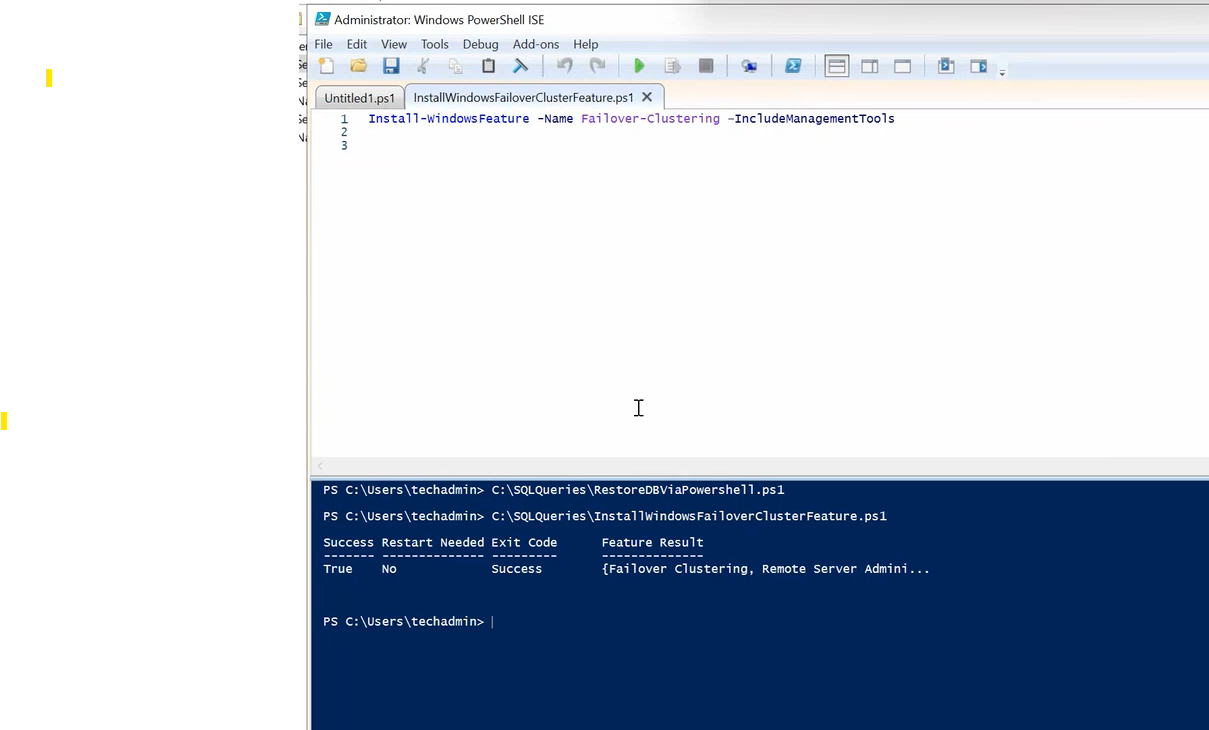 Administrator: Windows PowerShell ISE
File Edit View Tools Debug Add-ons Help
Untitled1.ps1 InstallWindowsFailoverClusterFeature.ps1
1 Install-WindowsFeature -Name Failover-Clustering –IncludeManagementTools
2
3
PS C:\Users\techadmin> C:\SQLQueries\RestoreDBViaPowershell.ps1
PS C:\Users\techadmin> C:\SQLQueries\InstallWindowsFailoverClusterFeature.ps1
Success Restart Needed Exit Code Feature Result
------- -------------- --------- --------------
True No Success {Failover Clustering, Remote Server Admini...
PS C:\Users\techadmin>